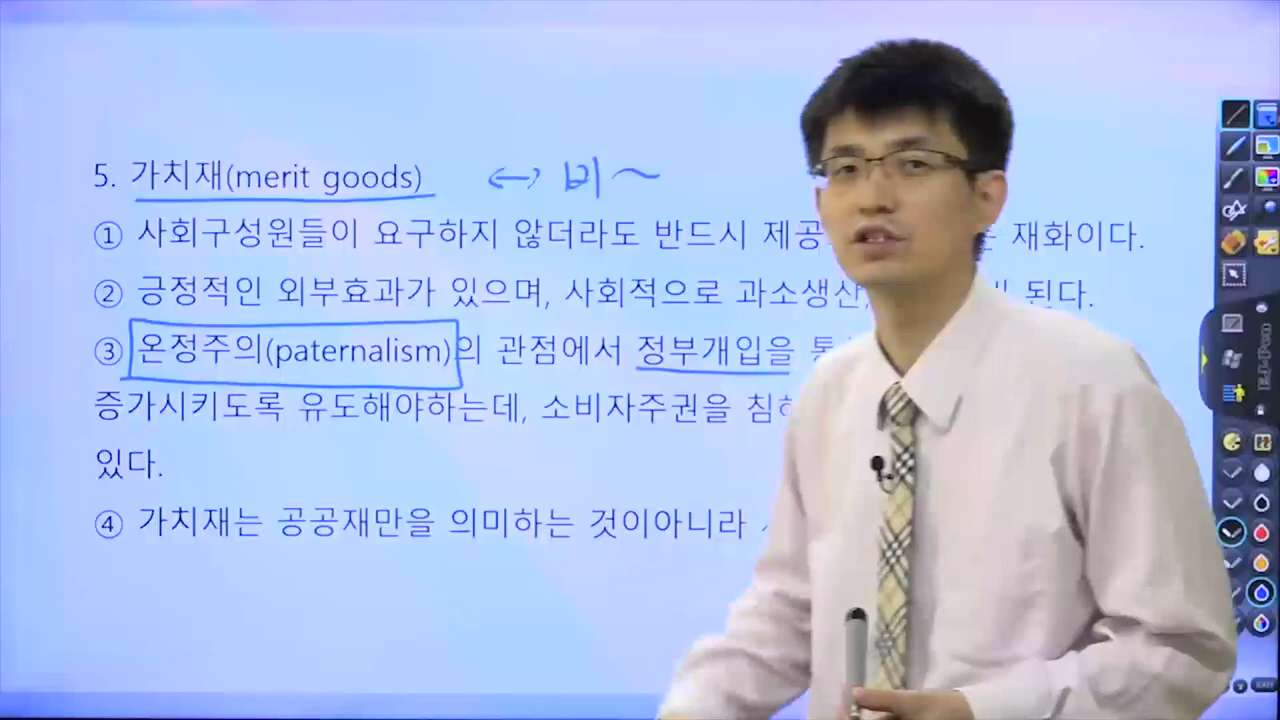 5. 가치재(merit goods) ↔ 비~
① 사회구성원들이 요구하지 않더라도 반드시 제공 재화이다.
② 긍정적인 외부효과가 있으며, 사회적으로 과소생산, 된다.
③ 온정주의(paternalism)의 관점에서 정부개입을
증가시키도록 유도해야하는데, 소비자주권을
있다.
④ 가치재는 공공재만을 의미하는 것이아니라
EXIT